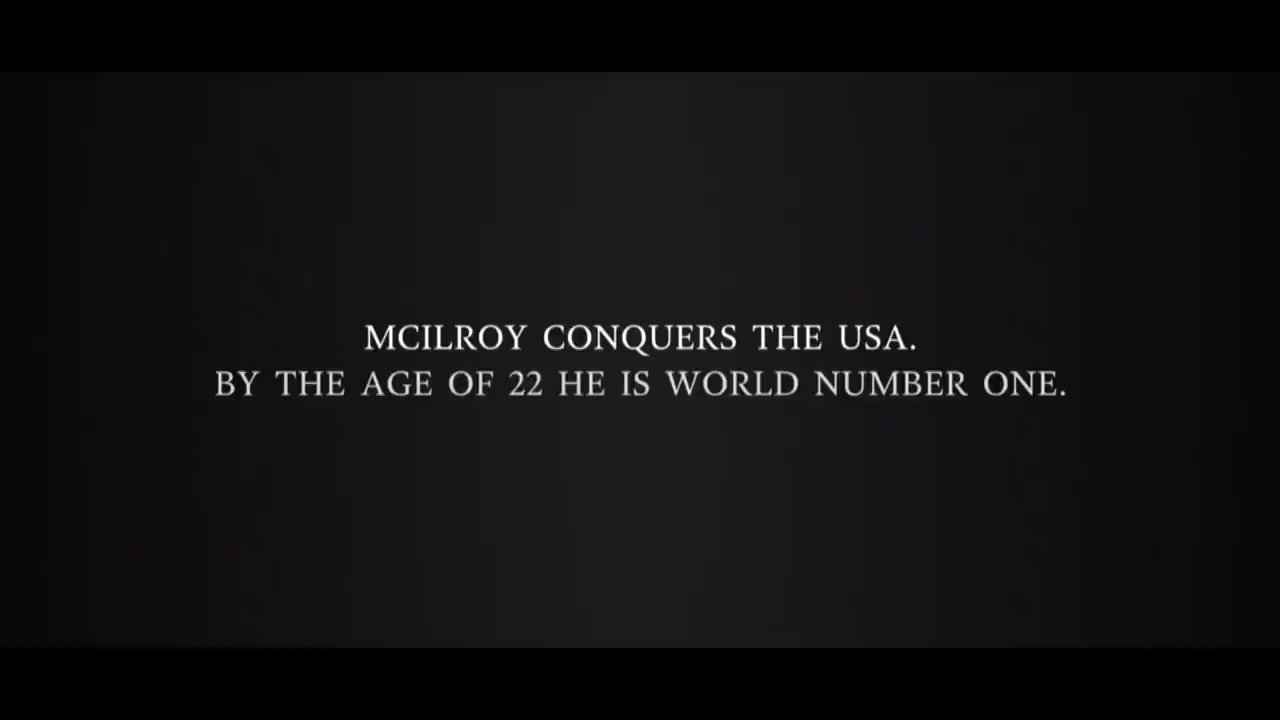 MCILROY CONQUERS THE USA.
BY THE AGE OF 22 HE IS WORLD NUMBER ONE.